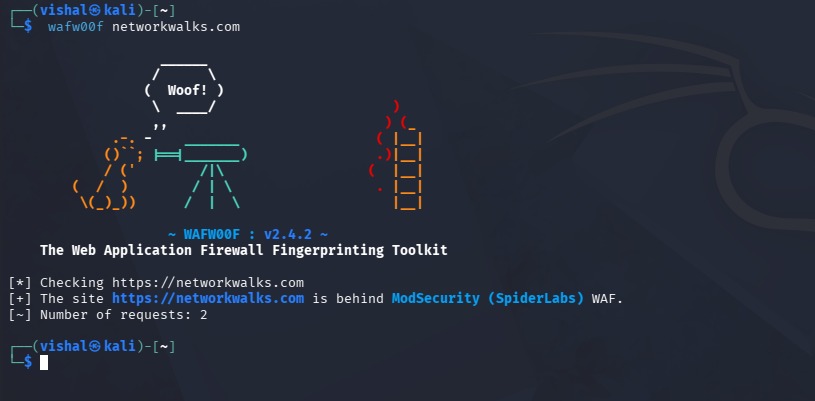 ┌──(vishal㉿kali)-[~]
└─$ wafw00f networkwalks.com
Woof!
~ WAFW00F : v2.4.2 ~
The Web Application Firewall Fingerprinting Toolkit
[*] Checking https://networkwalks.com
[+] The site https://networkwalks.com is behind ModSecurity (SpiderLabs) WAF.
[~] Number of requests: 2
┌──(vishal㉿kali)-[~]
└─$